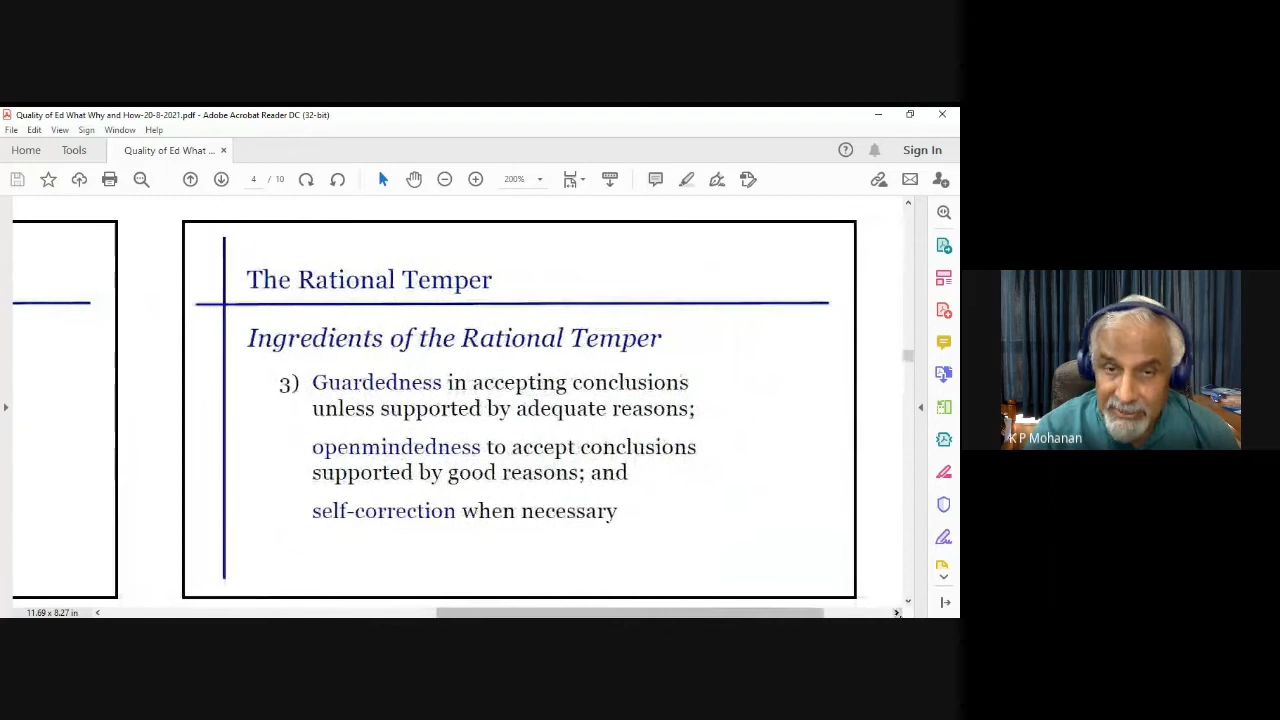 Quality of Ed What Why and How-20-8-2021.pdf - Adobe Acrobat Reader DC (32-bit)
File Edit View Sign Window Help
Home Tools Quality of Ed What ... × Sign In
4 / 10 200%
The Rational Temper
Ingredients of the Rational Temper
3) Guardedness in accepting conclusions
unless supported by adequate reasons;
openmindedness to accept conclusions
supported by good reasons; and
self-correction when necessary
K P Mohanan
11.69 x 8.27 in